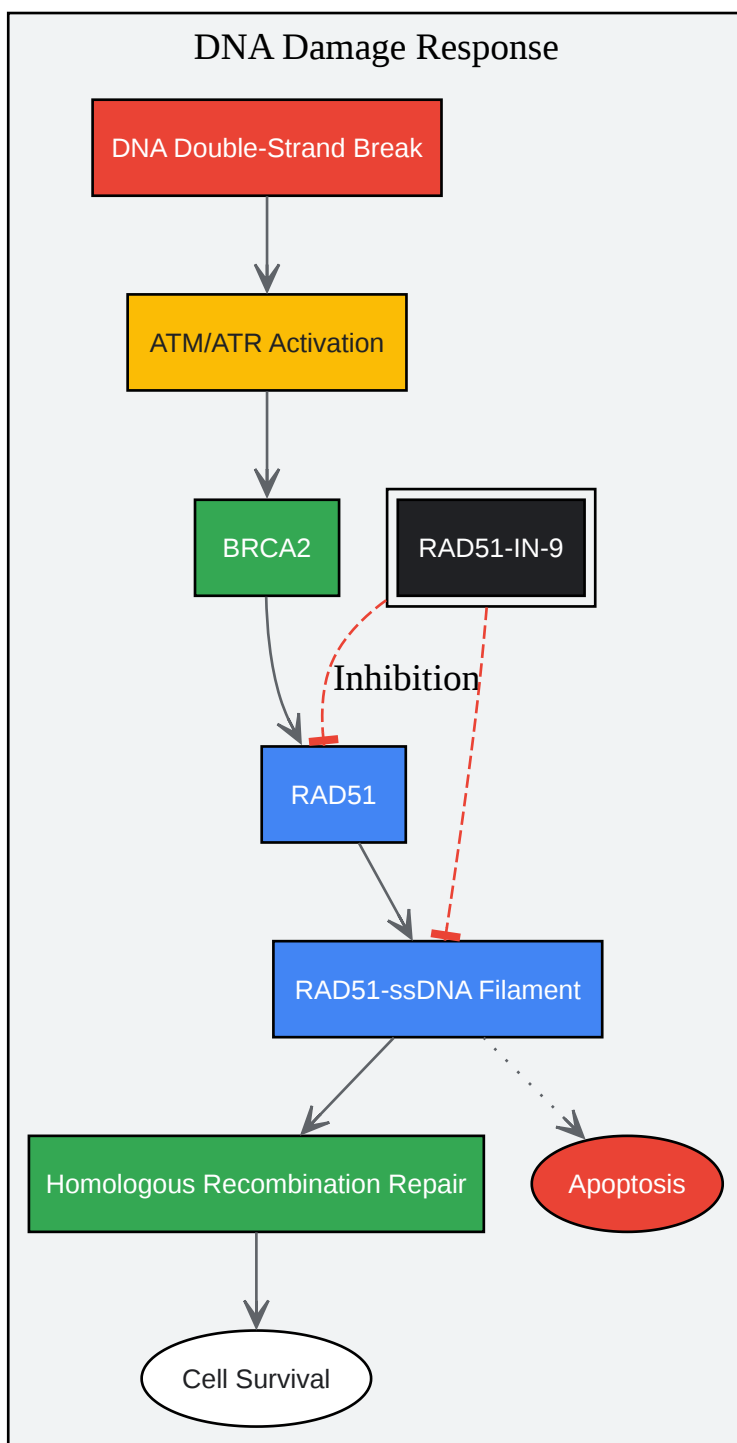 DNA Damage Response
DNA Double-Strand Break
ATM/ATR Activation
BRCA2
RAD51-IN-9
Inhibition
RAD51
RAD51-ssDNA Filament
Homologous Recombination Repair
Apoptosis
Cell Survival